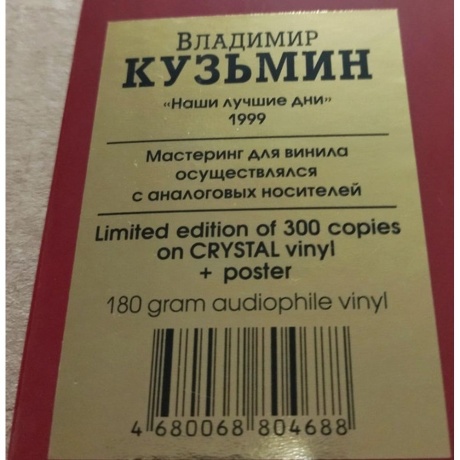 Владимир
КУЗЬМИН
«Наши лучшие дни»
1999
Мастеринг для винила
осуществлялся
с аналоговых носителей
Limited edition of 300 copies
on CRYSTAL vinyl
+ poster
180 gram audiophile vinyl
4 680068 804688